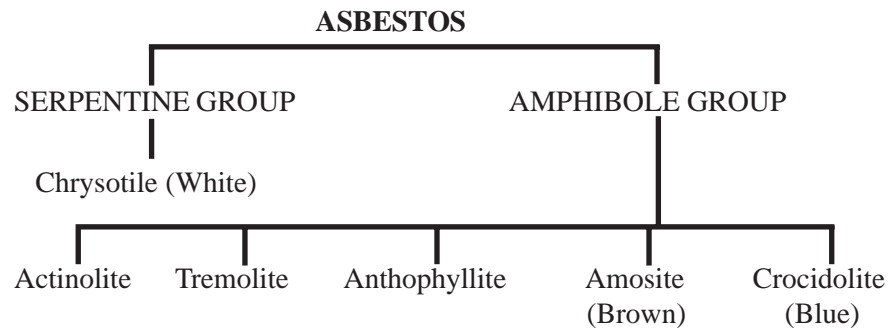 ASBESTOS
SERPENTINE GROUP
AMPHIBOLE GROUP
Chrysotile (White)
Actinolite
Tremolite
Anthophyllite
Amosite
(Brown)
Crocidolite
(Blue)